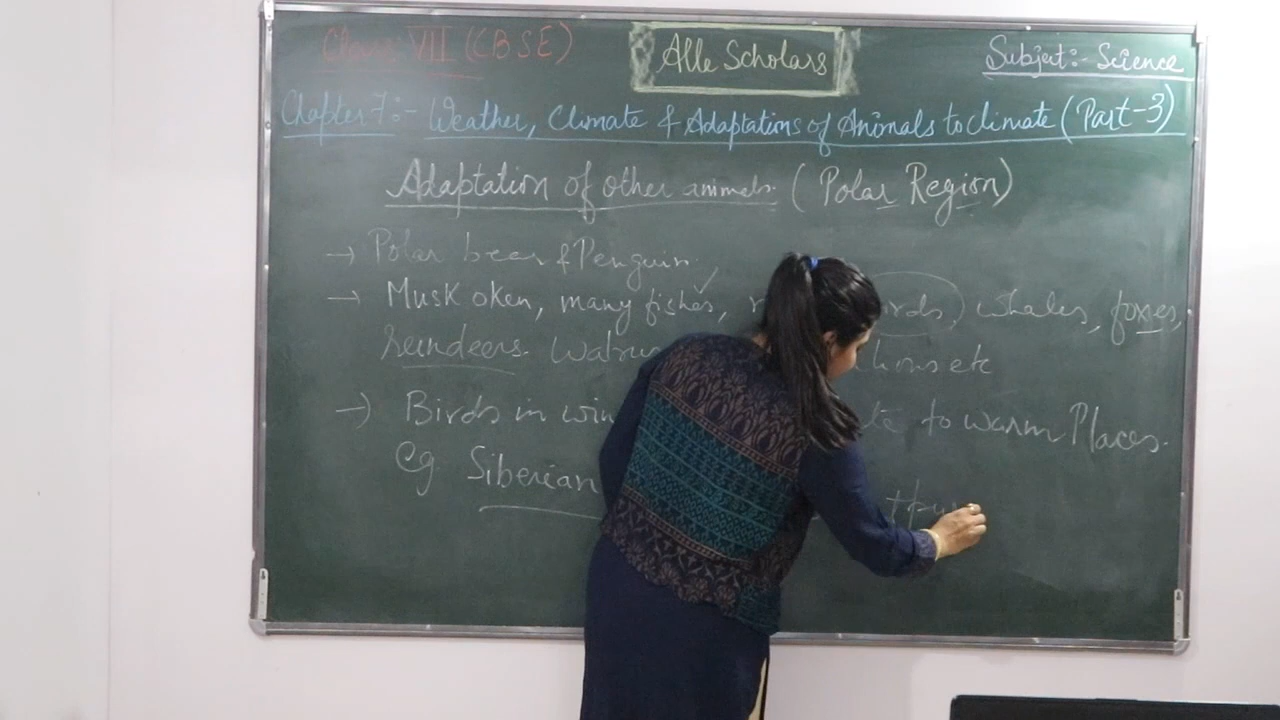 Class VII (CBSE)
Alle Scholars
Subject:- Science
Chapter 7:- Weather, Climate & Adaptations of Animals to climate (Part-3)
Adaptation of other animals. (Polar Region)
→ Polar bear & Penguin.
→ Musk oxen, many fishes, whales, foxes,
Reindeers. etc
→ Birds in to warm Places.
eg Siberian